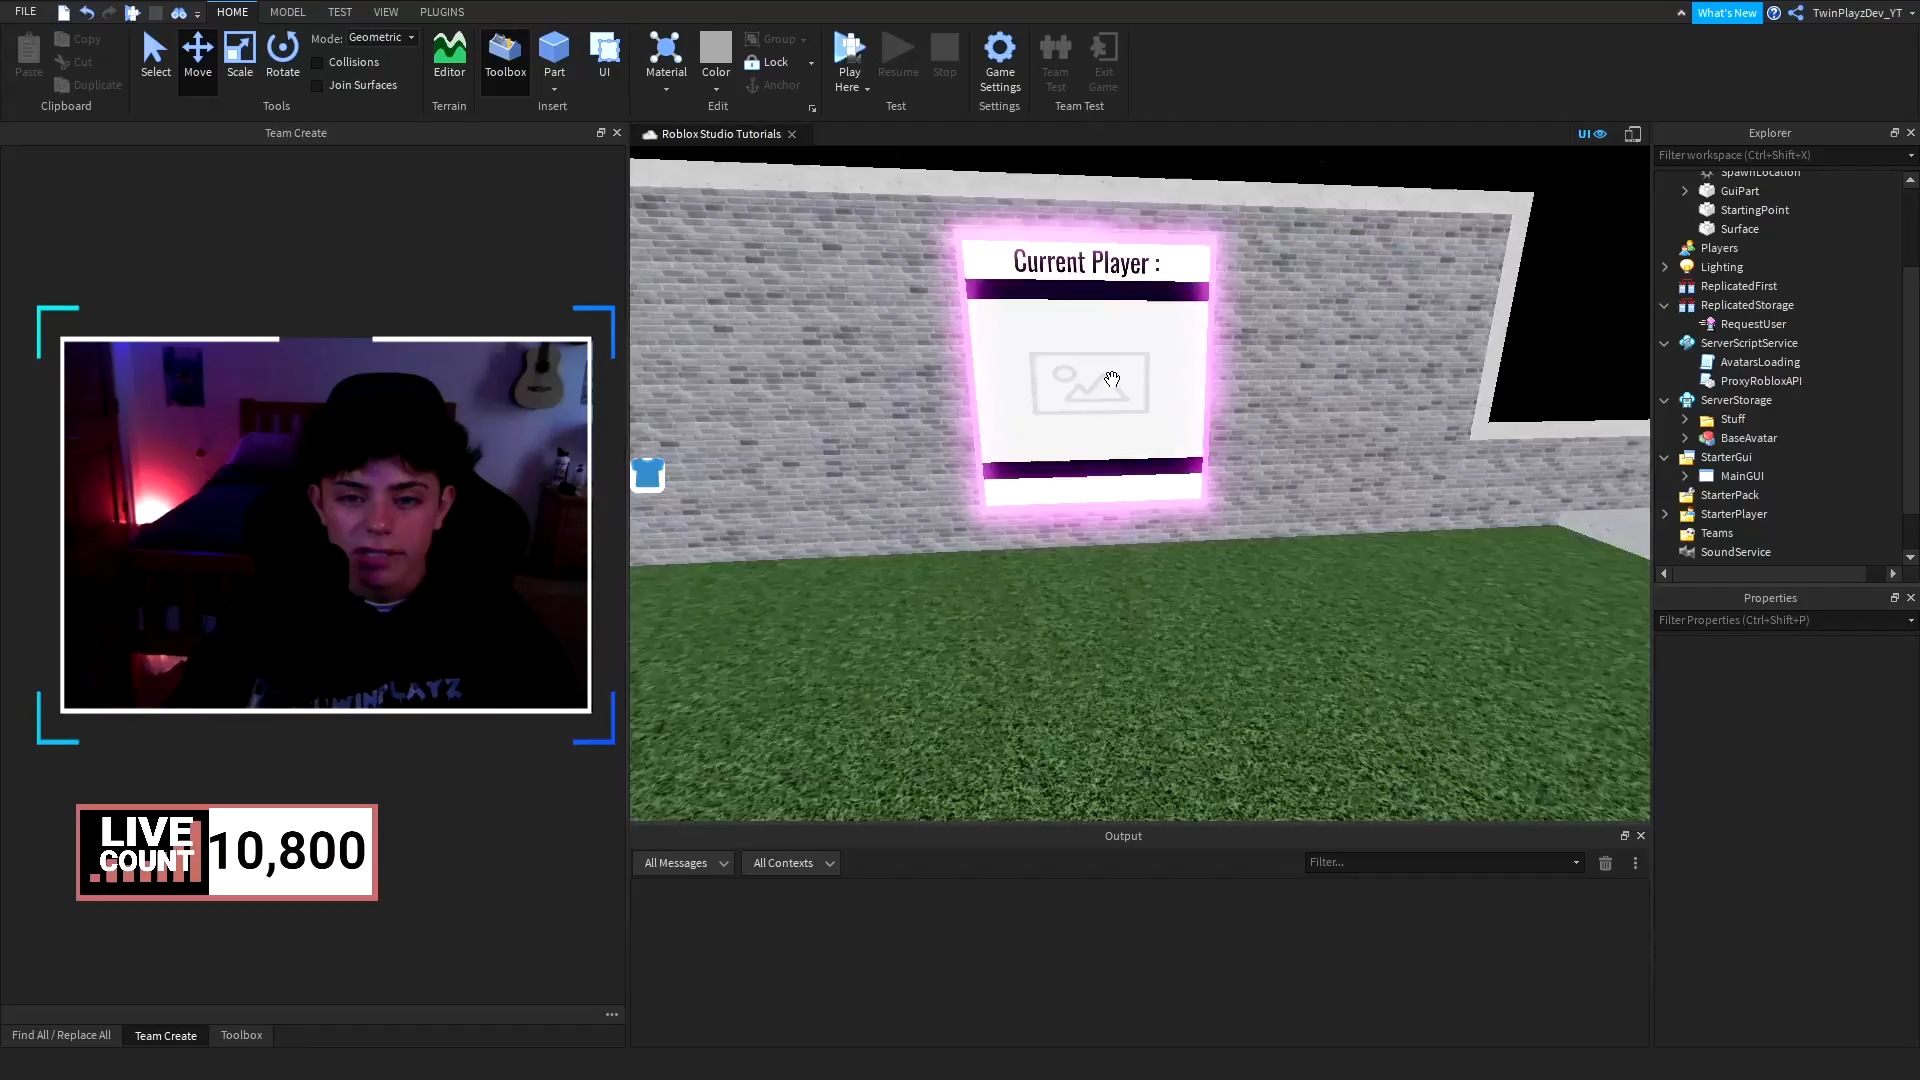 FILE
HOME
MODEL
TEST
VIEW
PLUGINS
What's New
TwinPlayzDev_YT
Paste
Copy
Cut
Duplicate
Clipboard
Select
Move
Scale
Rotate
Mode: Geometric
Collisions
Join Surfaces
Tools
Editor
Terrain
Toolbox
Part
UI
Insert
Material
Color
Group
Lock
Anchor
Edit
Play Here
Resume
Stop
Test
Game Settings
Settings
Team Test
Exit Game
Team Test
Team Create
Roblox Studio Tutorials
UI
Current Player :
LIVE
COUNT
10,800
Output
All Messages
All Contexts
Filter...
Find All / Replace All
Team Create
Toolbox
Explorer
Filter workspace (Ctrl+Shift+X)
SpawnLocation
GuiPart
StartingPoint
Surface
Players
Lighting
ReplicatedFirst
ReplicatedStorage
RequestUser
ServerScriptService
AvatarsLoading
ProxyRobloxAPI
ServerStorage
Stuff
BaseAvatar
StarterGui
MainGUI
StarterPack
StarterPlayer
Teams
SoundService
Properties
Filter Properties (Ctrl+Shift+P)